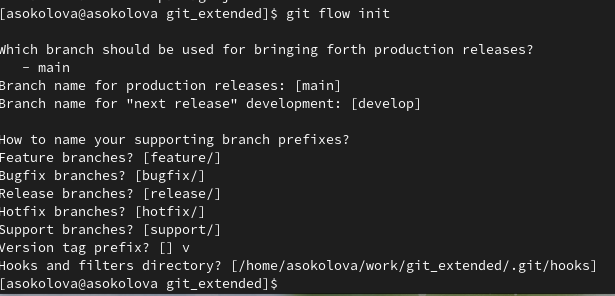 [asokolova@asokolova git_extended]$ git flow init
Which branch should be used for bringing forth production releases?
- main
Branch name for production releases: [main]
Branch name for "next release" development: [develop]
How to name your supporting branch prefixes?
Feature branches? [feature/]
Bugfix branches? [bugfix/]
Release branches? [release/]
Hotfix branches? [hotfix/]
Support branches? [support/]
Version tag prefix? [] v
Hooks and filters directory? [/home/asokolova/work/git_extended/.git/hooks]
[asokolova@asokolova git_extended]$